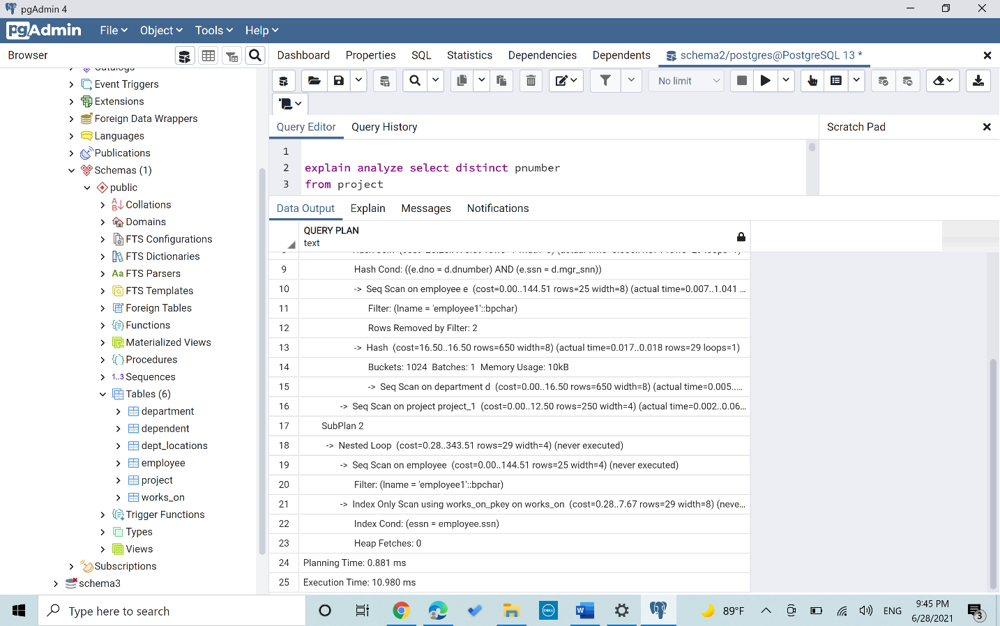 pgAdmin 4
pgAdmin File Object Tools Help
Browser
Dashboard Properties SQL Statistics Dependencies Dependents schema2/postgres@PostgreSQL 13 *
No limit
Catalogs
Event Triggers
Extensions
Foreign Data Wrappers
Languages
Publications
Schemas (1)
public
Collations
Domains
FTS Configurations
FTS Dictionaries
Aa FTS Parsers
FTS Templates
Foreign Tables
Functions
Materialized Views
Procedures
1..3 Sequences
Tables (6)
department
dependent
dept_locations
employee
project
works_on
Trigger Functions
Types
Views
Subscriptions
schema3
Query Editor Query History
Scratch Pad
1
2 explain analyze select distinct pnumber
3 from project
Data Output Explain Messages Notifications
QUERY PLAN
text
9 Hash Cond: ((e.dno = d.dnumber) AND (e.ssn = d.mgr_snn))
10 -> Seq Scan on employee e (cost=0.00..144.51 rows=25 width=8) (actual time=0.007..1.041 ...
11 Filter: (lname = 'employee1'::bpchar)
12 Rows Removed by Filter: 2
13 -> Hash (cost=16.50..16.50 rows=650 width=8) (actual time=0.017..0.018 rows=29 loops=1)
14 Buckets: 1024 Batches: 1 Memory Usage: 10kB
15 -> Seq Scan on department d (cost=0.00..16.50 rows=650 width=8) (actual time=0.005.....
16 -> Seq Scan on project project_1 (cost=0.00..12.50 rows=250 width=4) (actual time=0.002..0.06...
17 SubPlan 2
18 -> Nested Loop (cost=0.28..343.51 rows=29 width=4) (never executed)
19 -> Seq Scan on employee (cost=0.00..144.51 rows=25 width=4) (never executed)
20 Filter: (lname = 'employee1'::bpchar)
21 -> Index Only Scan using works_on_pkey on works_on (cost=0.28..7.67 rows=29 width=8) (neve...
22 Index Cond: (essn = employee.ssn)
23 Heap Fetches: 0
24 Planning Time: 0.881 ms
25 Execution Time: 10.980 ms
Type here to search
DELL
W
89°F
ENG
9:45 PM
6/28/2021
3